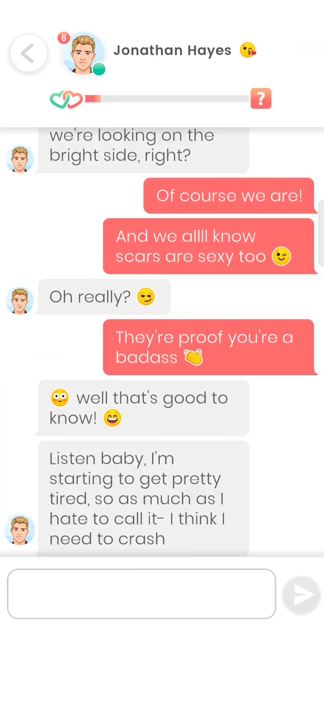 6
Jonathan Hayes 😘
?
we're looking on the
bright side, right?
Of course we are!
And we allll know
scars are sexy too 😉
Oh really? 😏
They're proof you're a
badass 👏
😳 well that's good to
know! 😄
Listen baby, I'm
starting to get pretty
tired, so as much as I
hate to call it- I think I
need to crash